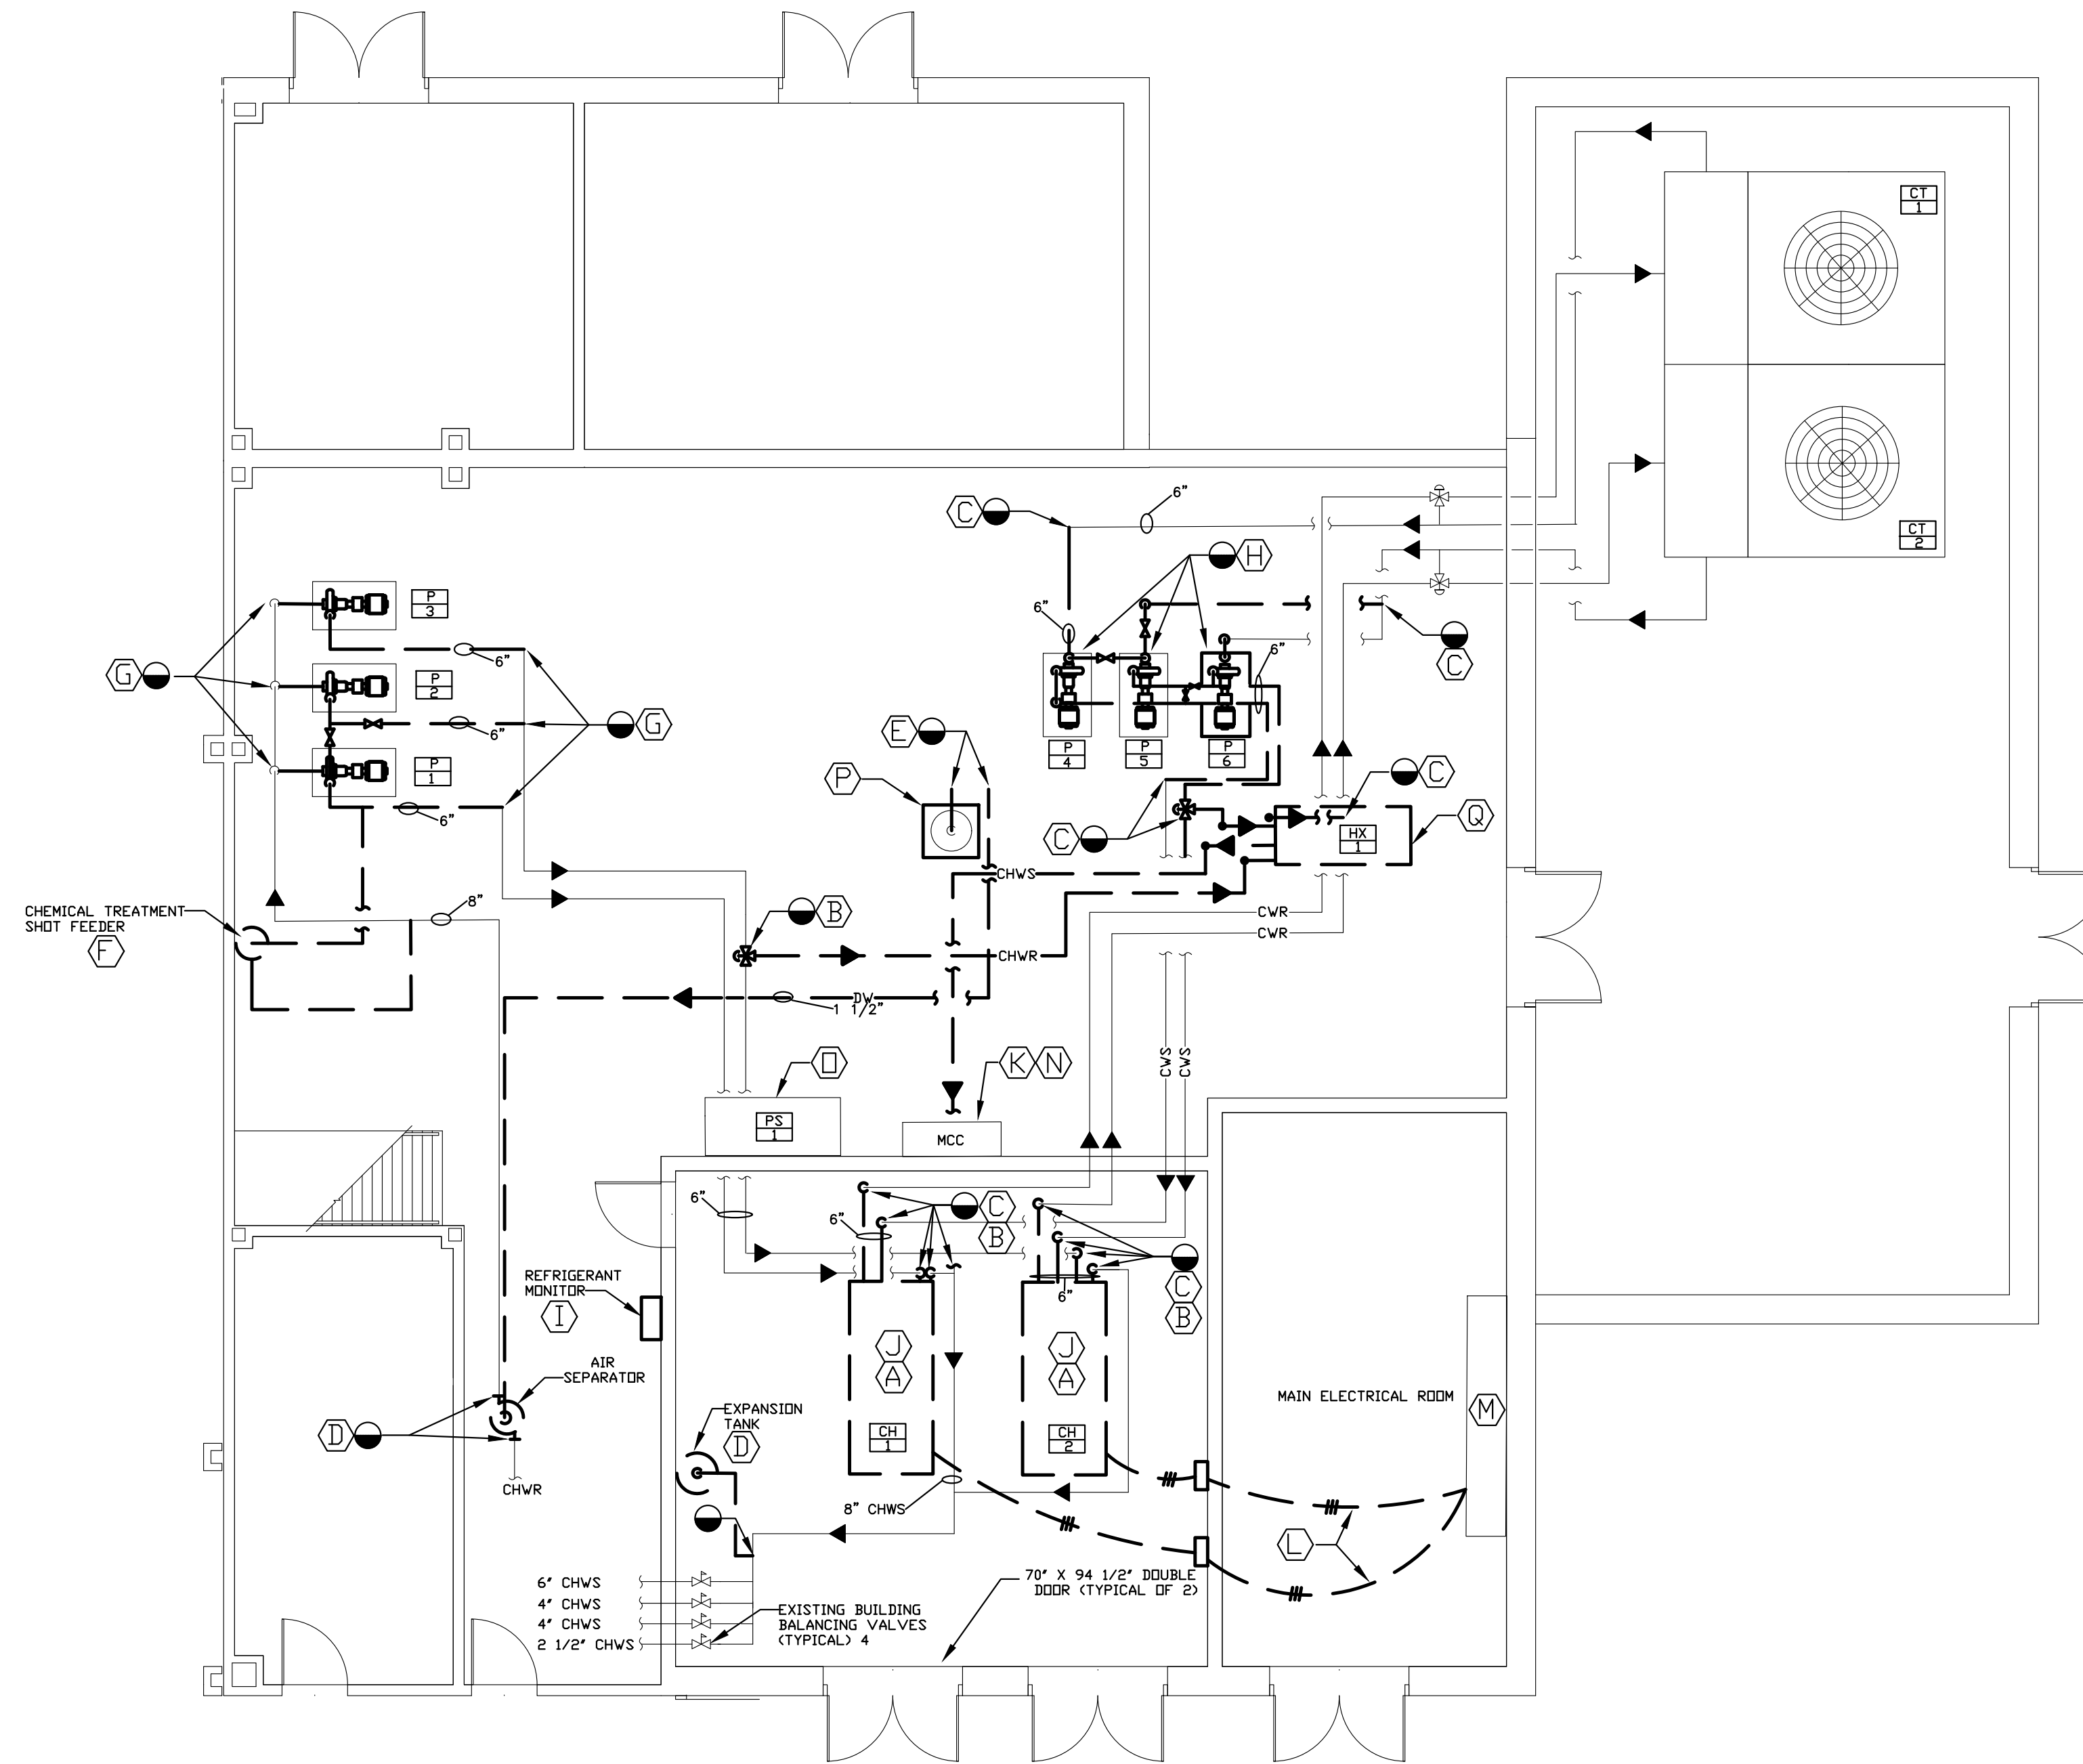 CT
1
CT
2
C
6"
H
P
3
6"
6"
6"
C
G
P
2
6"
G
E
P
4
P
5
P
6
P
1
P
C
6"
C
HX
1
Q
CHWS
8"
B
CWR
CHEMICAL TREATMENT
SHOT FEEDER
F
CWR
CHWR
DW
1 1/2"
CWS
CWS
O
K
N
PS
1
MCC
6"
6"
C
B
REFRIGERANT
MONITOR
I
C
B
6"
J
A
J
A
AIR
SEPARATOR
MAIN ELECTRICAL ROOM
M
EXPANSION
TANK
D
D
CH
1
CH
2
CHWR
8" CHWS
L
70" X 94 1/2" DOUBLE
DOOR (TYPICAL OF 2)
6" CHWS
4" CHWS
4" CHWS
2 1/2" CHWS
EXISTING BUILDING
BALANCING VALVES
(TYPICAL) 4